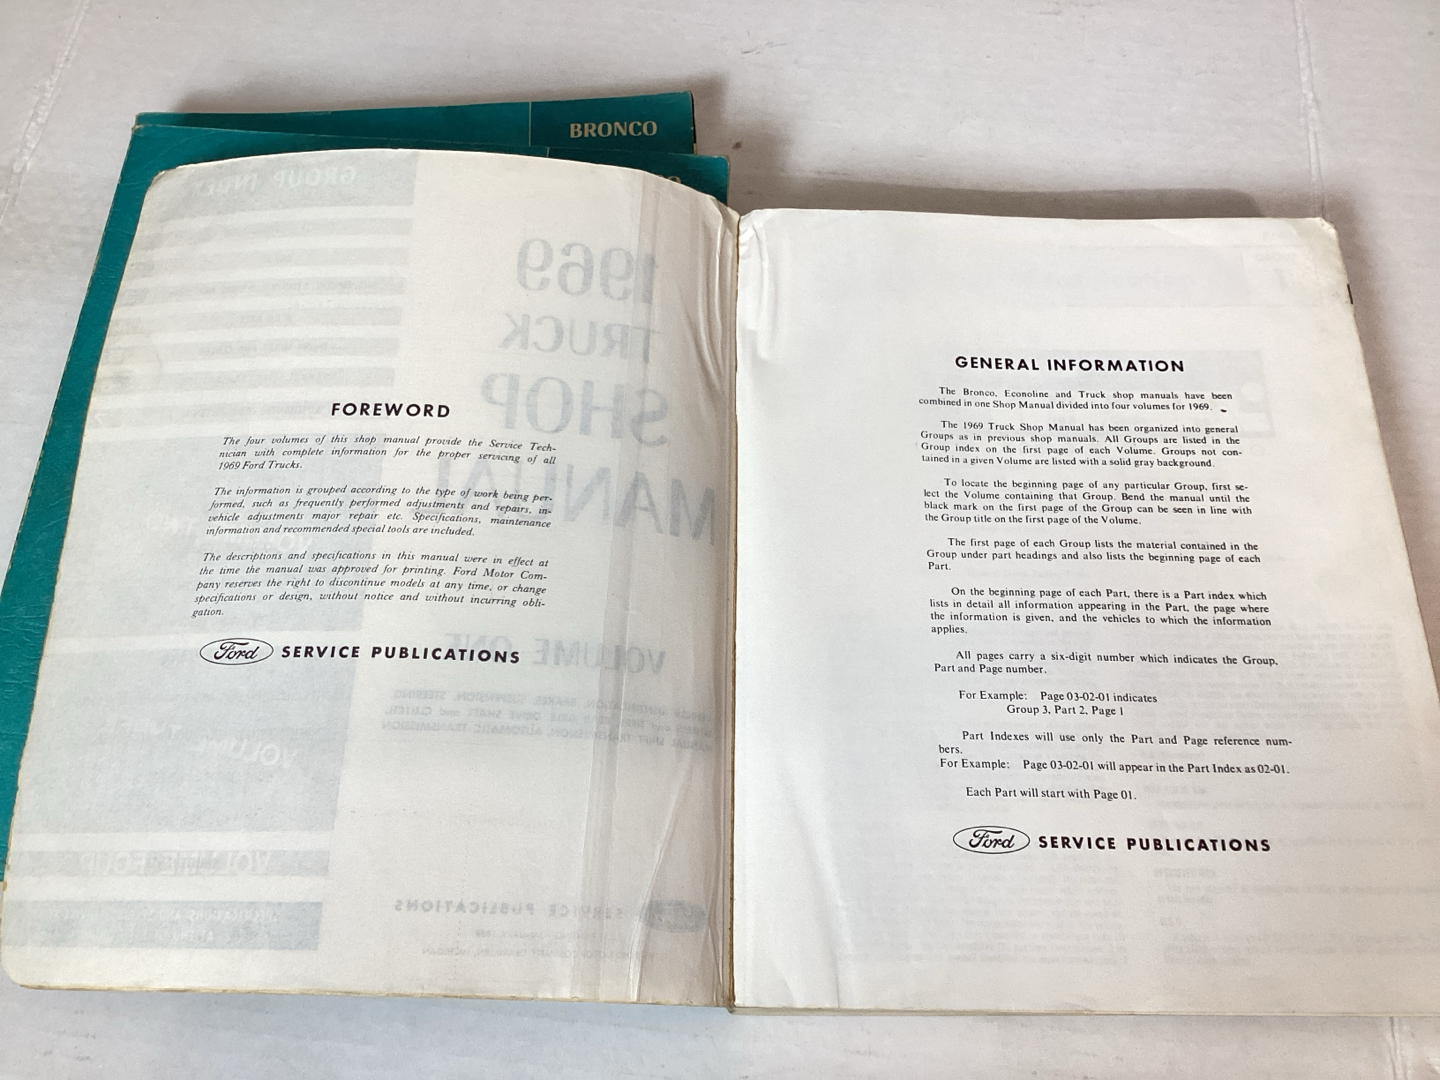 BRONCO
FOREWORD
The four volumes of this shop manual provide the Service Tech-
nician with complete information for the proper servicing of all
1969 Ford Trucks.
The information is grouped according to the type of work being per-
formed, such as frequently performed adjustments and repairs, in-
vehicle adjustments major repair etc. Specifications, maintenance
information and recommended special tools are included.
The descriptions and specifications in this manual were in effect at
the time the manual was approved for printing. Ford Motor Com-
pany reserves the right to discontinue models at any time, or change
specifications or design, without notice and without incurring obli-
gation.
Ford SERVICE PUBLICATIONS
GROUP INDEX
1969
TRUCK
SHOP
MANUAL
VOLUME ONE
VOLUME FOUR
SERVICE PUBLICATIONS
GENERAL INFORMATION
The Bronco, Econoline and Truck shop manuals have been
combined in one Shop Manual divided into four volumes for 1969.
The 1969 Truck Shop Manual has been organized into general
Groups as in previous shop manuals. All Groups are listed in the
Group index on the first page of each Volume. Groups not con-
tained in a given Volume are listed with a solid gray background.
To locate the beginning page of any particular Group, first se-
lect the Volume containing that Group. Bend the manual until the
black mark on the first page of the Group can be seen in line with
the Group title on the first page of the Volume.
The first page of each Group lists the material contained in the
Group under part headings and also lists the beginning page of each
Part.
On the beginning page of each Part, there is a Part index which
lists in detail all information appearing in the Part, the page where
the information is given, and the vehicles to which the information
applies.
All pages carry a six-digit number which indicates the Group,
Part and Page number.
For Example: Page 03-02-01 indicates
Group 3, Part 2, Page 1
Part Indexes will use only the Part and Page reference num-
bers.
For Example: Page 03-02-01 will appear in the Part Index as 02-01.
Each Part will start with Page 01.
Ford SERVICE PUBLICATIONS